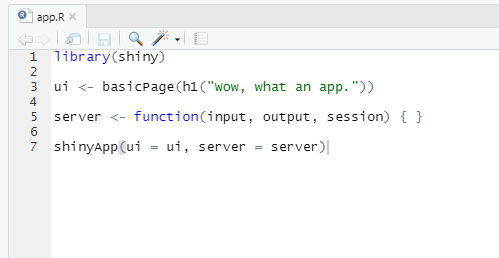 app.R
1 library(shiny)
2
3 ui <- basicPage(h1("Wow, what an app."))
4
5 server <- function(input, output, session) { }
6
7 shinyApp(ui = ui, server = server)